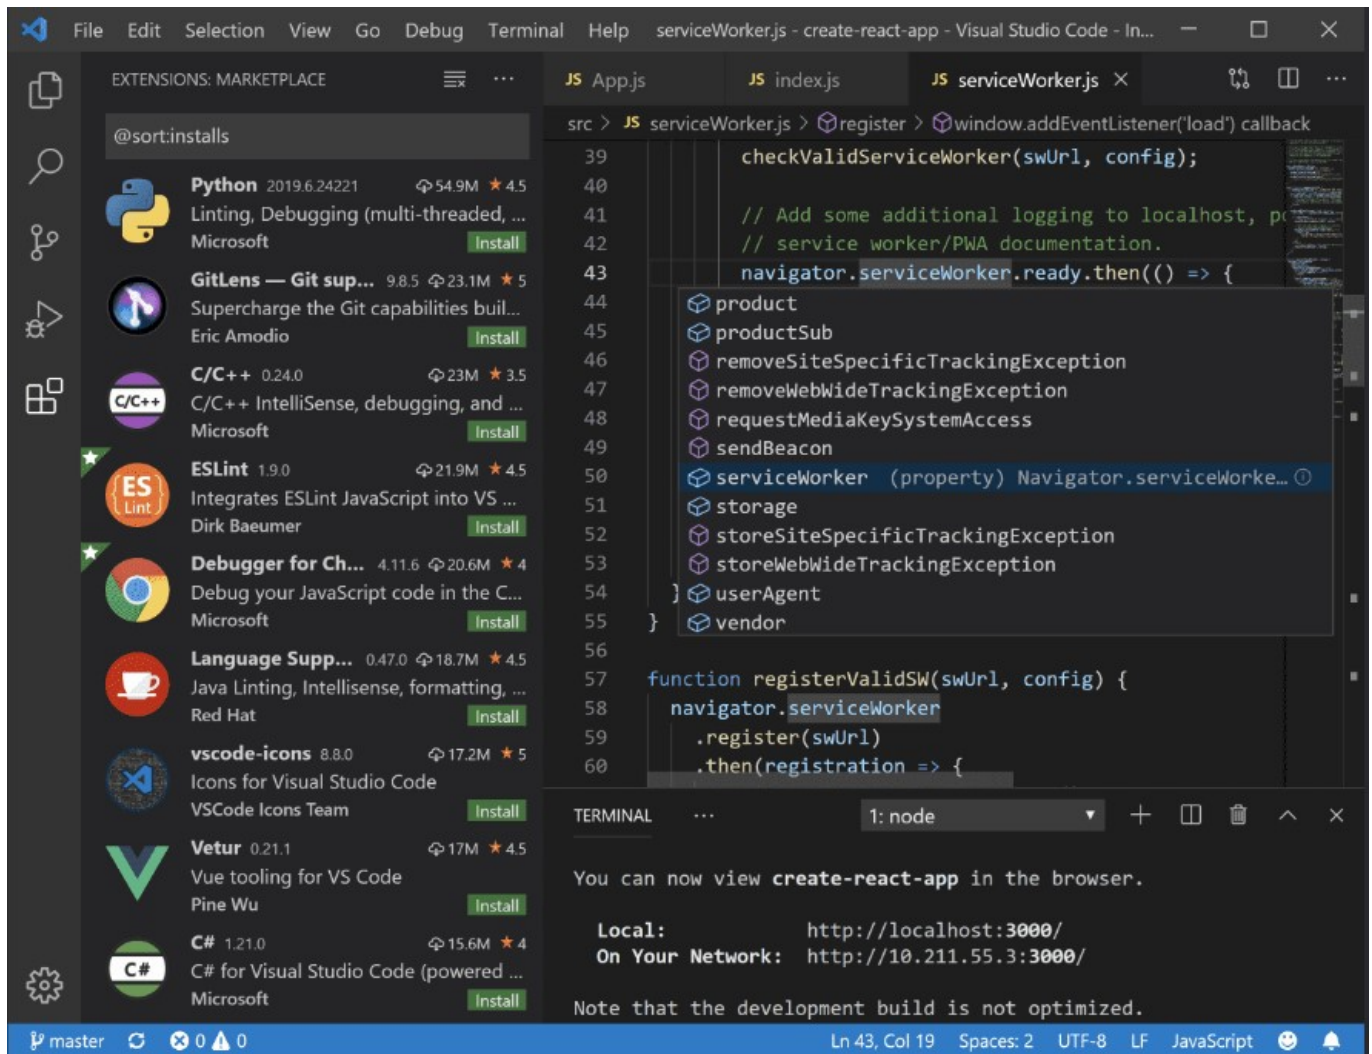 File Edit Selection View Go Debug Terminal Help serviceWorker.js - create-react-app - Visual Studio Code - In...
EXTENSIONS: MARKETPLACE
@sort:installs
Python 2019.6.24221 54.9M ★ 4.5
Linting, Debugging (multi-threaded, ...
Microsoft Install
GitLens — Git sup... 9.8.5 23.1M ★ 5
Supercharge the Git capabilities buil...
Eric Amodio Install
C/C++
C/C++ 0.24.0 23M ★ 3.5
C/C++ IntelliSense, debugging, and ...
Microsoft Install
ES
Lint
ESLint 1.9.0 21.9M ★ 4.5
Integrates ESLint JavaScript into VS ...
Dirk Baeumer Install
Debugger for Ch... 4.11.6 20.6M ★ 4
Debug your JavaScript code in the C...
Microsoft Install
Language Supp... 0.47.0 18.7M ★ 4.5
Java Linting, Intellisense, formatting, ...
Red Hat Install
vscode-icons 8.8.0 17.2M ★ 5
Icons for Visual Studio Code
VSCode Icons Team Install
Vetur 0.21.1 17M ★ 4.5
Vue tooling for VS Code
Pine Wu Install
C#
C# 1.21.0 15.6M ★ 4
C# for Visual Studio Code (powered ...
Microsoft Install
JS App.js JS index.js JS serviceWorker.js ×
src > JS serviceWorker.js > register > window.addEventListener('load') callback
39 checkValidServiceWorker(swUrl, config);
40
41 // Add some additional logging to localhost, po
42 // service worker/PWA documentation.
43 navigator.serviceWorker.ready.then(() => {
44 product
45 productSub
46 removeSiteSpecificTrackingException
47 removeWebWideTrackingException
48 requestMediaKeySystemAccess
49 sendBeacon
50 serviceWorker (property) Navigator.serviceWorke...
51 storage
52 storeSiteSpecificTrackingException
53 storeWebWideTrackingException
54 } userAgent
55 } vendor
56
57 function registerValidSW(swUrl, config) {
58 navigator.serviceWorker
59 .register(swUrl)
60 .then(registration => {
TERMINAL ... 1: node
You can now view create-react-app in the browser.
Local: http://localhost:3000/
On Your Network: http://10.211.55.3:3000/
Note that the development build is not optimized.
master 0 0 Ln 43, Col 19 Spaces: 2 UTF-8 LF JavaScript